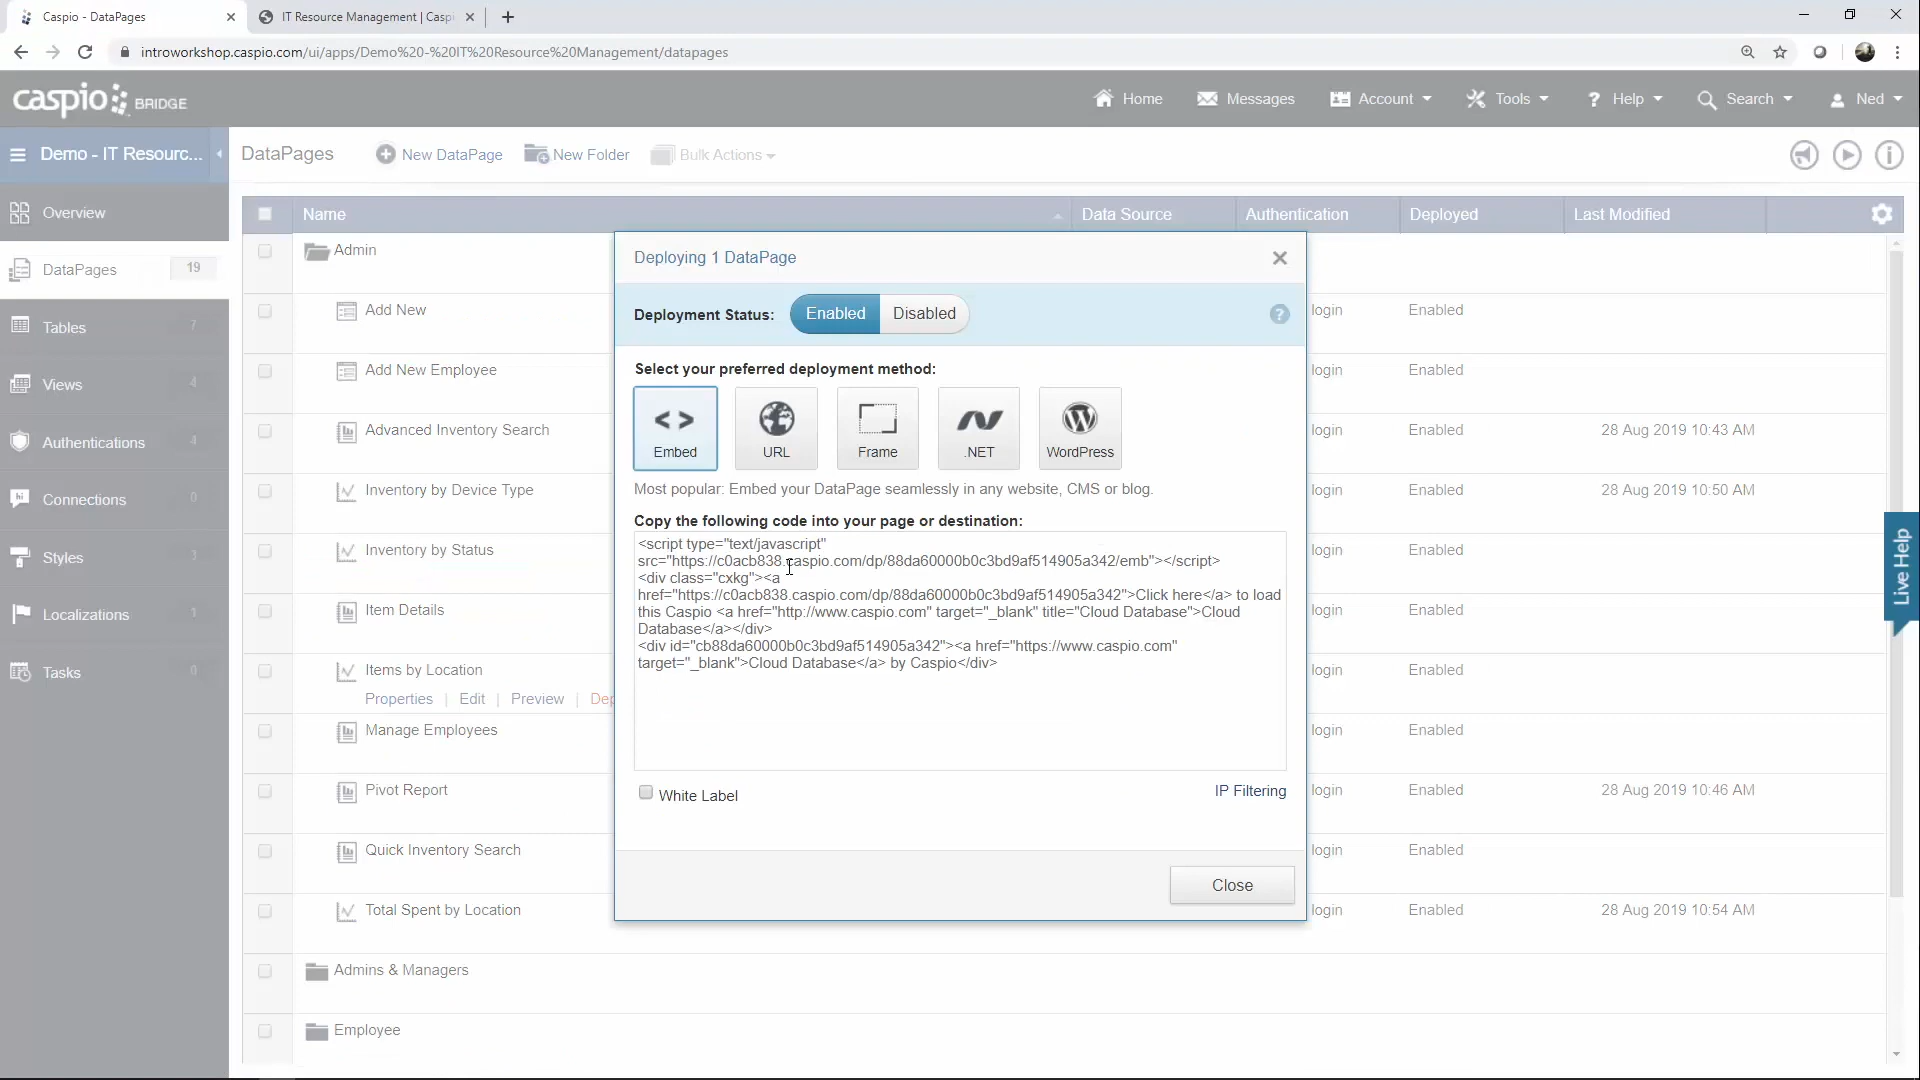 Caspio - DataPages
IT Resource Management | Casp
introworkshop.caspio.com/ui/apps/Demo%20-%20IT%20Resource%20Management/datapages
caspio BRIDGE
Home
Messages
Account
Tools
? Help
Search
Ned
Demo - IT Resourc...
DataPages
New DataPage
New Folder
Bulk Actions
Overview
DataPages 19
Tables 7
Views 4
Authentications 4
Connections 0
Styles 3
Localizations 1
Tasks 0
Name
Data Source
Authentication
Deployed
Last Modified
Admin
Add New
login
Enabled
Add New Employee
login
Enabled
Advanced Inventory Search
login
Enabled
28 Aug 2019 10:43 AM
Inventory by Device Type
login
Enabled
28 Aug 2019 10:50 AM
Inventory by Status
login
Enabled
Item Details
login
Enabled
Items by Location
login
Enabled
Properties | Edit | Preview | Dep
Manage Employees
login
Enabled
Pivot Report
login
Enabled
28 Aug 2019 10:46 AM
Quick Inventory Search
login
Enabled
Total Spent by Location
login
Enabled
28 Aug 2019 10:54 AM
Admins & Managers
Employee
Deploying 1 DataPage
Deployment Status:
Enabled
Disabled
?
Select your preferred deployment method:
Embed
URL
Frame
.NET
WordPress
Most popular: Embed your DataPage seamlessly in any website, CMS or blog.
Copy the following code into your page or destination:
<script type="text/javascript"
src="https://c0acb838.caspio.com/dp/88da60000b0c3bd9af514905a342/emb"></script>
<div class="cxkg"><a
href="https://c0acb838.caspio.com/dp/88da60000b0c3bd9af514905a342">Click here</a> to load
this Caspio <a href="http://www.caspio.com" target="_blank" title="Cloud Database">Cloud
Database</a></div>
<div id="cb88da60000b0c3bd9af514905a342"><a href="https://www.caspio.com"
target="_blank">Cloud Database</a> by Caspio</div>
White Label
IP Filtering
Close
Live Help